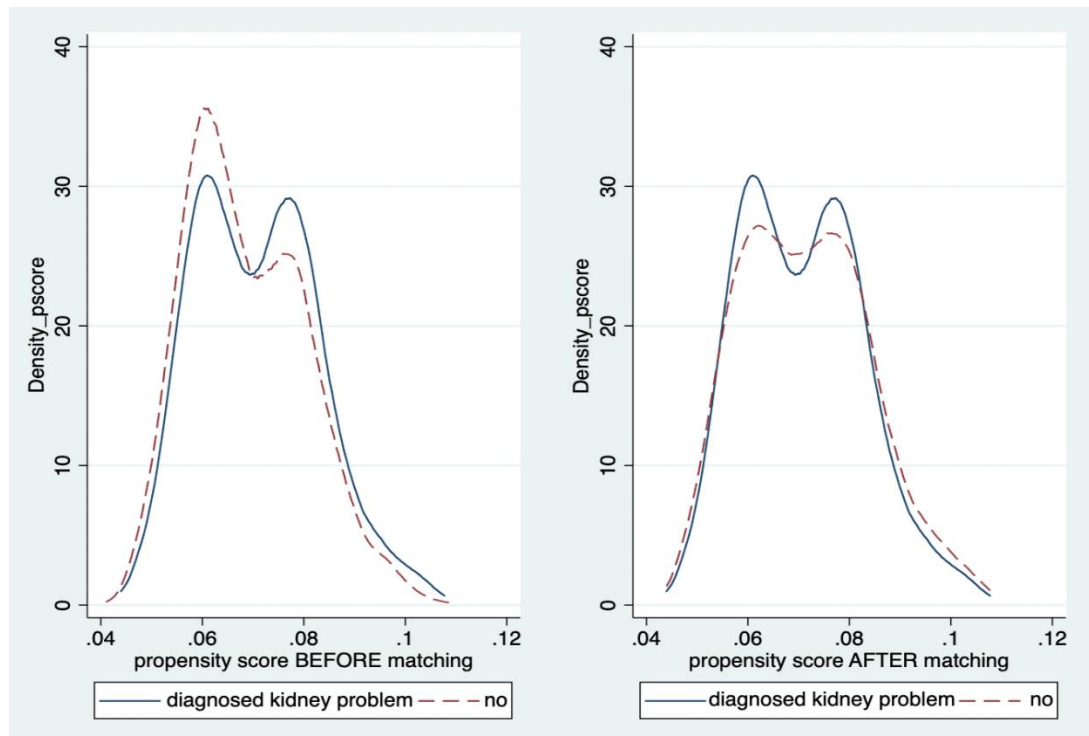 Density_pscore
40
30
20
10
0
.04 .06 .08 .1 .12
propensity score BEFORE matching
diagnosed kidney problem no
Density_pscore
40
30
20
10
0
.04 .06 .08 .1 .12
propensity score AFTER matching
diagnosed kidney problem no